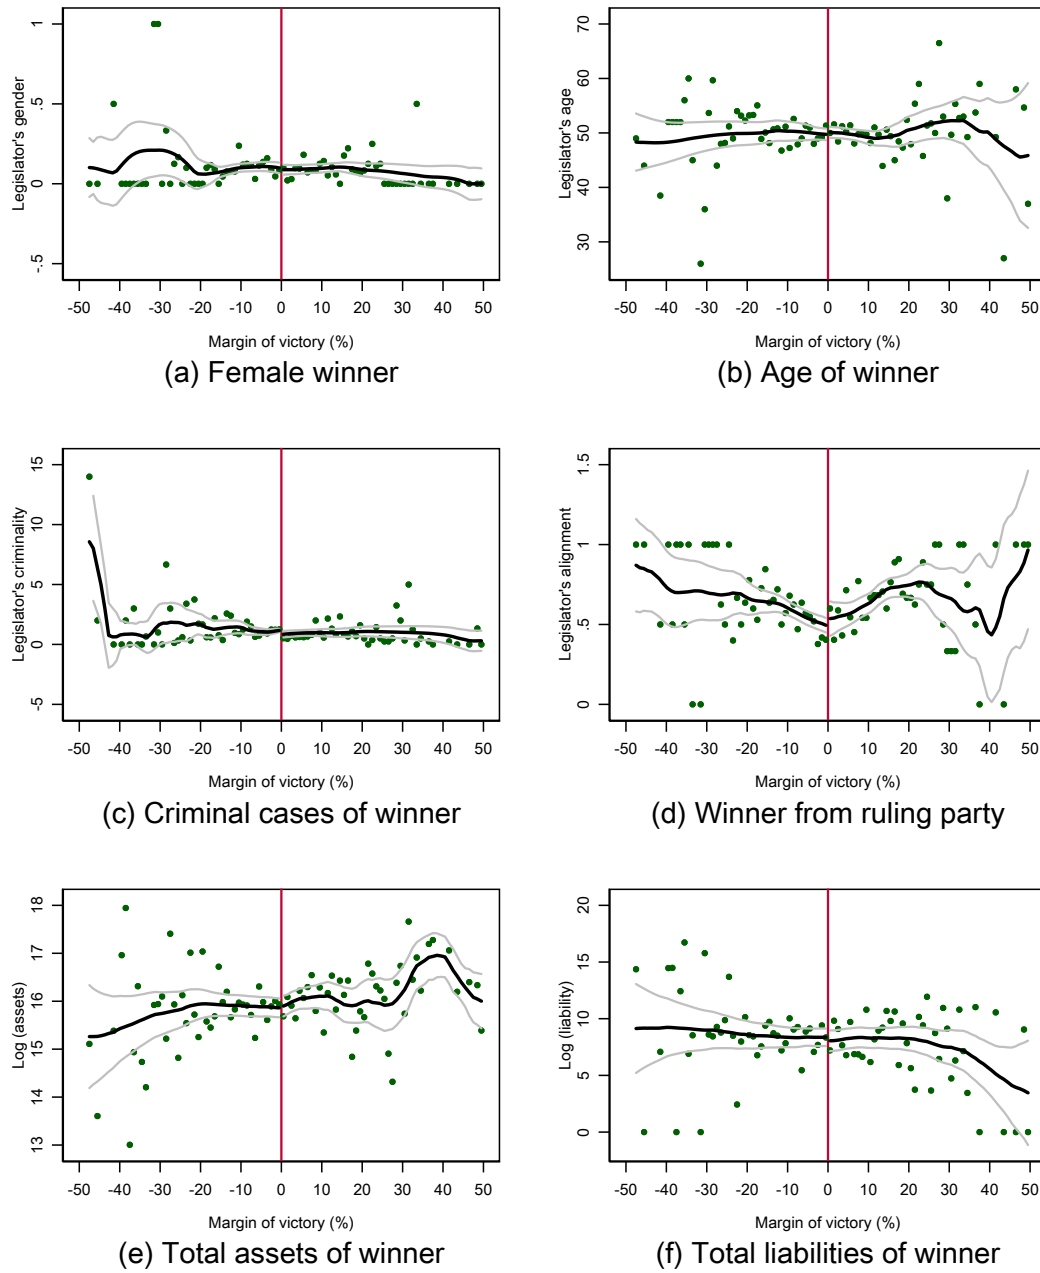 Legislator's gender
1
.5
0
-.5
-50 -40 -30 -20 -10 0 10 20 30 40 50
Margin of victory (%)
(a) Female winner
Legislator's age
70
60
50
40
30
-50 -40 -30 -20 -10 0 10 20 30 40 50
Margin of victory (%)
(b) Age of winner
Legislator's criminality
15
10
5
0
-5
-50 -40 -30 -20 -10 0 10 20 30 40 50
Margin of victory (%)
(c) Criminal cases of winner
Legislator's alignment
1.5
1
.5
0
-50 -40 -30 -20 -10 0 10 20 30 40 50
Margin of victory (%)
(d) Winner from ruling party
Log (assets)
18
17
16
15
14
13
-50 -40 -30 -20 -10 0 10 20 30 40 50
Margin of victory (%)
(e) Total assets of winner
Log (liability)
20
15
10
5
0
-50 -40 -30 -20 -10 0 10 20 30 40 50
Margin of victory (%)
(f) Total liabilities of winner